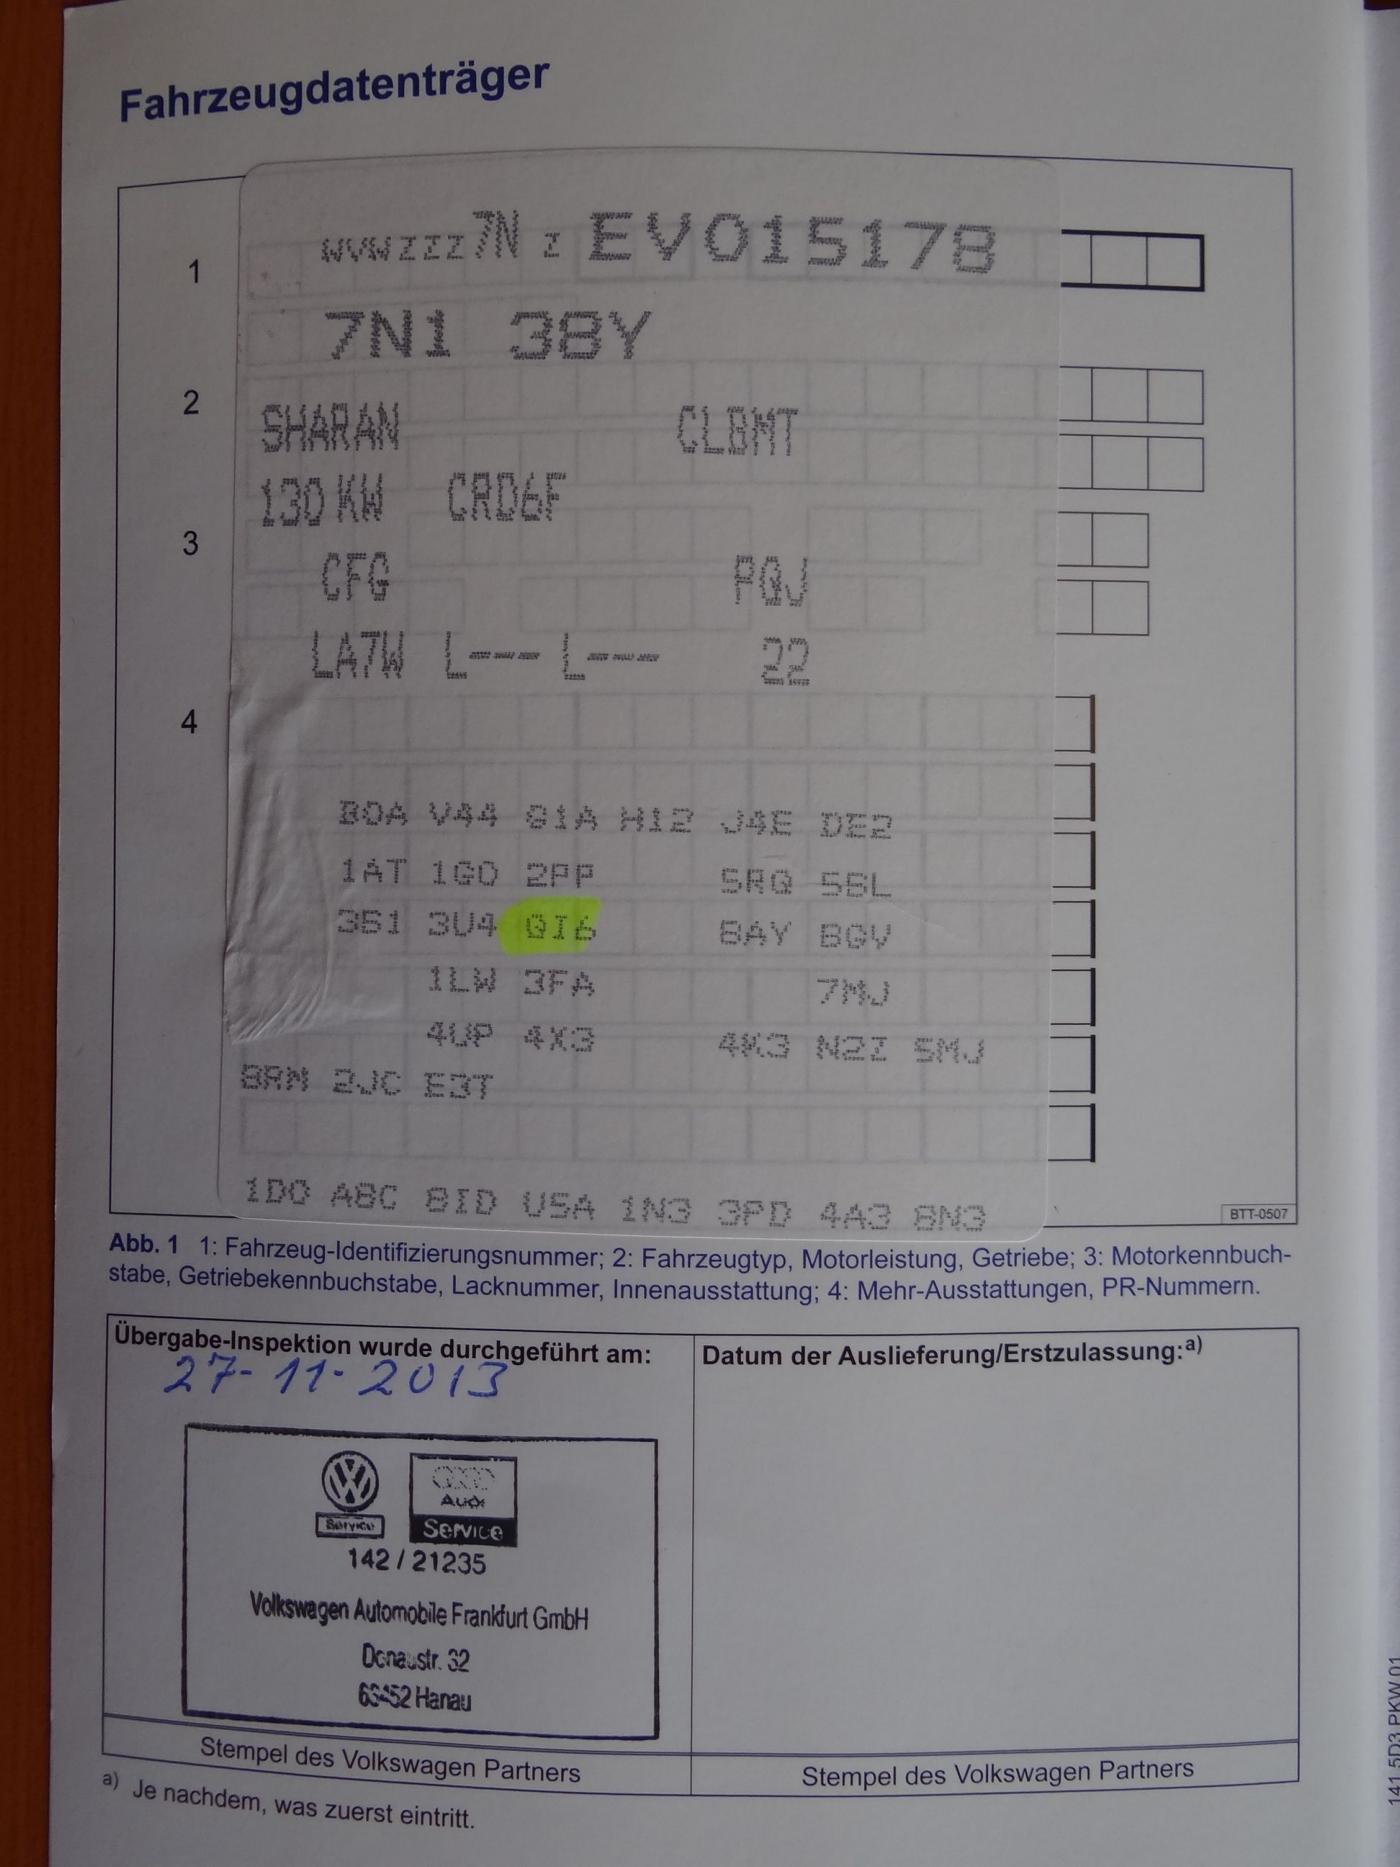 Fahrzeugdatenträger
1 WVWZZZ7N Z EV015178
7N1 38Y
2 SHARAN CLBMT
130 KW CRD6F
3 CFG PQJ
LA7W L--- L--- 22
4
B0A V44 G1A H12 J4E DE2
1AT 1G0 2PP 5RQ 5SL
3B1 3U4 QI6 8AY 8GV
1LW 3FA 7MJ
4UP 4X3 4K3 N2I 5MJ
8RM 2JC E3T
1D0 A8C 8ID U5A 1N3 3PD 4A3 8N3
BTT-0507
Abb. 1 1: Fahrzeug-Identifizierungsnummer; 2: Fahrzeugtyp, Motorleistung, Getriebe; 3: Motorkennbuch-
stabe, Getriebekennbuchstabe, Lacknummer, Innenausstattung; 4: Mehr-Ausstattungen, PR-Nummern.
Übergabe-Inspektion wurde durchgeführt am:
27-11-2013
Datum der Auslieferung/Erstzulassung:a)
Service
Audi
Service
142 / 21235
Volkswagen Automobile Frankfurt GmbH
Donaustr. 32
63452 Hanau
Stempel des Volkswagen Partners
Stempel des Volkswagen Partners
a) Je nachdem, was zuerst eintritt.
141.5D3.PKW.01